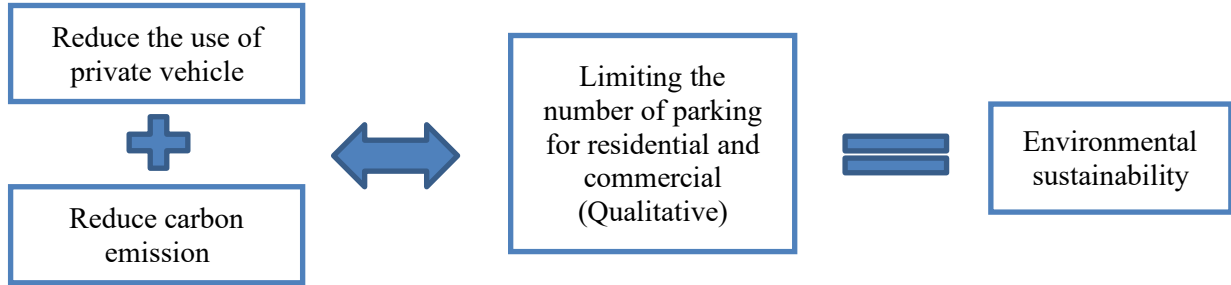 Reduce the use of
private vehicle
Reduce carbon
emission
Limiting the
number of parking
for residential and
commercial
(Qualitative)
Environmental
sustainability